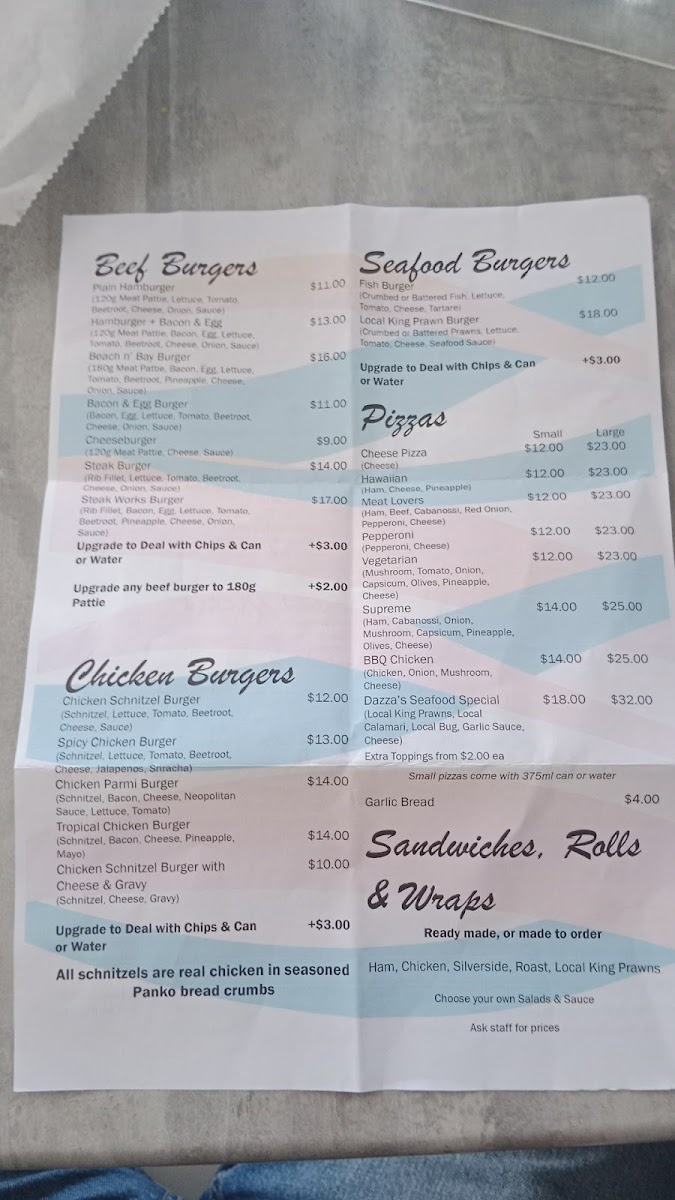 Beef Burgers
Plain Hamburger $11.00
(120g Meat Pattie, Lettuce, Tomato,
Beetroot, Cheese, Onion, Sauce)
Hamburger + Bacon & Egg $13.00
(120g Meat Pattie, Bacon, Egg, Lettuce,
Tomato, Beetroot, Cheese, Onion, Sauce)
Beach n' Bay Burger $16.00
(180g Meat Pattie, Bacon, Egg, Lettuce,
Tomato, Beetroot, Pineapple, Cheese,
Onion, Sauce)
Bacon & Egg Burger $11.00
(Bacon, Egg, Lettuce, Tomato, Beetroot,
Cheese, Onion, Sauce)
Cheeseburger $9.00
(120g Meat Pattie, Cheese, Sauce)
Steak Burger $14.00
(Rib Fillet, Lettuce, Tomato, Beetroot,
Cheese, Onion, Sauce)
Steak Works Burger $17.00
(Rib Fillet, Bacon, Egg, Lettuce, Tomato,
Beetroot, Pineapple, Cheese, Onion,
Sauce)
Upgrade to Deal with Chips & Can +$3.00
or Water
Upgrade any beef burger to 180g +$2.00
Pattie
Chicken Burgers
Chicken Schnitzel Burger $12.00
(Schnitzel, Lettuce, Tomato, Beetroot,
Cheese, Sauce)
Spicy Chicken Burger $13.00
(Schnitzel, Lettuce, Tomato, Beetroot,
Cheese, Jalapenos, Sriracha)
Chicken Parmi Burger $14.00
(Schnitzel, Bacon, Cheese, Neopolitan
Sauce, Lettuce, Tomato)
Tropical Chicken Burger $14.00
(Schnitzel, Bacon, Cheese, Pineapple,
Mayo)
Chicken Schnitzel Burger with $10.00
Cheese & Gravy
(Schnitzel, Cheese, Gravy)
Upgrade to Deal with Chips & Can +$3.00
or Water
All schnitzels are real chicken in seasoned
Panko bread crumbs
Seafood Burgers
Fish Burger $12.00
(Crumbed or Battered Fish, Lettuce,
Tomato, Cheese, Tartare)
Local King Prawn Burger $18.00
(Crumbed or Battered Prawns, Lettuce,
Tomato, Cheese, Seafood Sauce)
Upgrade to Deal with Chips & Can +$3.00
or Water
Pizzas
Small Large
Cheese Pizza $12.00 $23.00
(Cheese)
Hawaiian $12.00 $23.00
(Ham, Cheese, Pineapple)
Meat Lovers $12.00 $23.00
(Ham, Beef, Cabanossi, Red Onion,
Pepperoni, Cheese)
Pepperoni $12.00 $23.00
(Pepperoni, Cheese)
Vegetarian $12.00 $23.00
(Mushroom, Tomato, Onion,
Capsicum, Olives, Pineapple,
Cheese)
Supreme $14.00 $25.00
(Ham, Cabanossi, Onion,
Mushroom, Capsicum, Pineapple,
Olives, Cheese)
BBQ Chicken $14.00 $25.00
(Chicken, Onion, Mushroom,
Cheese)
Dazza's Seafood Special $18.00 $32.00
(Local King Prawns, Local
Calamari, Local Bug, Garlic Sauce,
Cheese)
Extra Toppings from $2.00 ea
Small pizzas come with 375ml can or water
Garlic Bread $4.00
Sandwiches, Rolls
& Wraps
Ready made, or made to order
Ham, Chicken, Silverside, Roast, Local King Prawns
Choose your own Salads & Sauce
Ask staff for prices